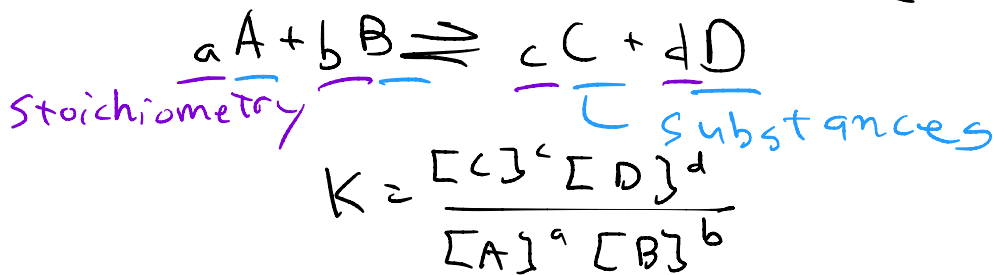 aA + bB ⇌ cC + dD
Stoichiometry substances
K = [C]^c [D]^d / [A]^a [B]^b